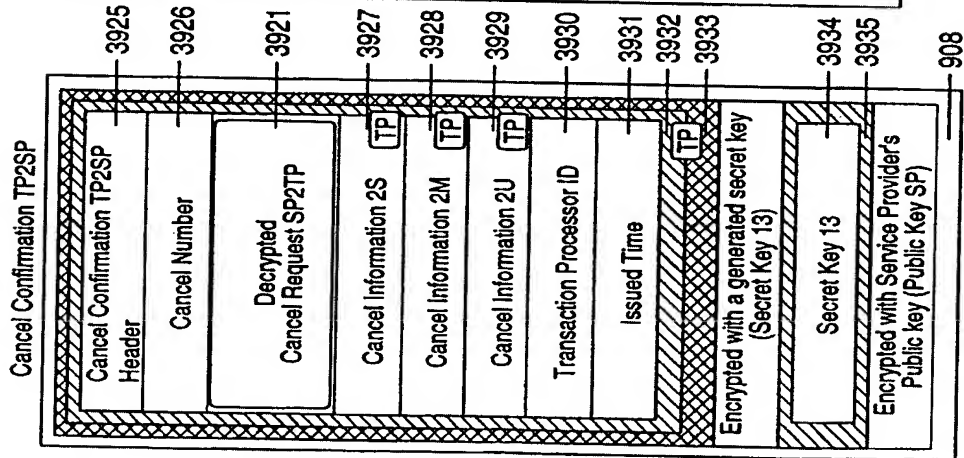 Cancel Confirmation TP2SP
Cancel Confirmation TP2SP
Header
3925
Cancel Number
3926
Decrypted
Cancel Request SP2TP
3921
Cancel Information 2S
TP
3927
Cancel Information 2M
TP
3928
Cancel Information 2U
TP
3929
Transaction Processor ID
3930
Issued Time
3931
3932
TP
3933
Encrypted with a generated secret key
(Secret Key 13)
Secret Key 13
3934
3935
Encrypted with Service Provider's
Public key (Public Key SP)
908